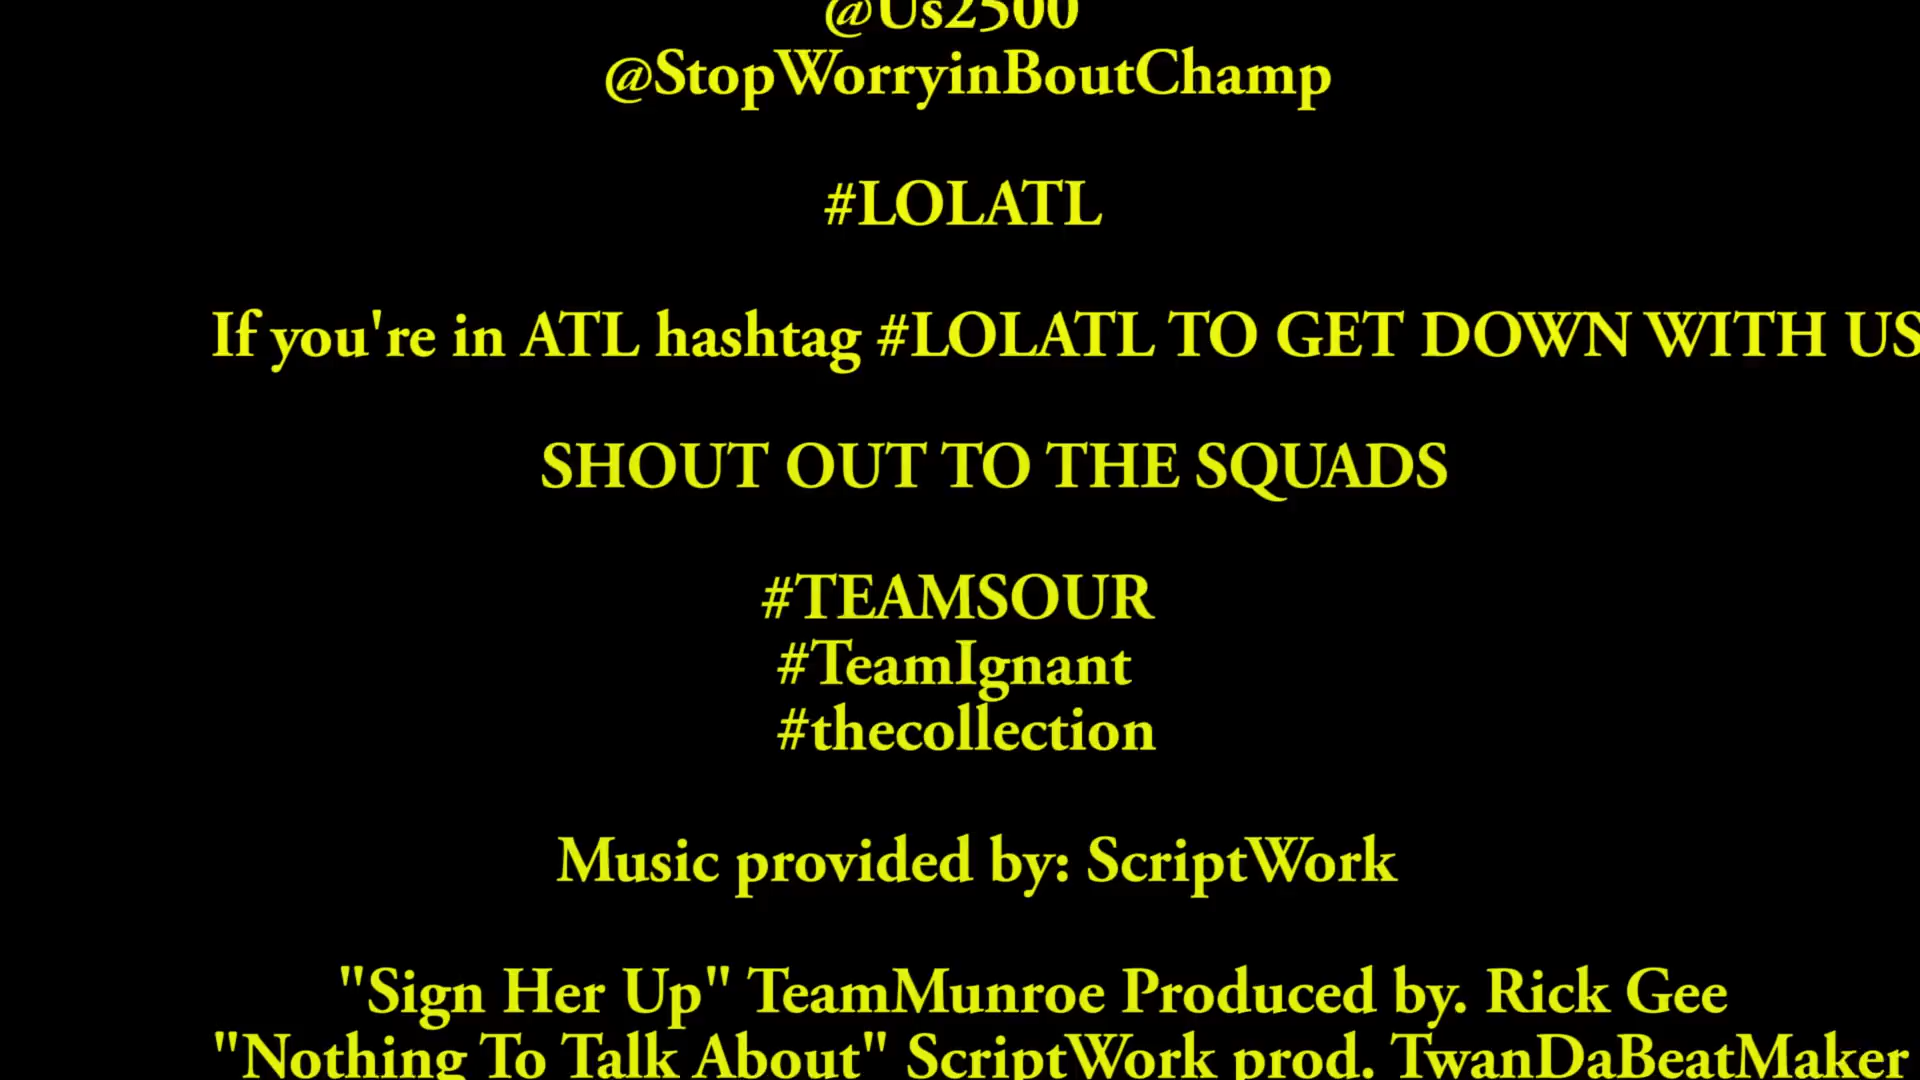 @Us2500
@StopWorryinBoutChamp
#LOLATL
If you're in ATL hashtag #LOLATL TO GET DOWN WITH US
SHOUT OUT TO THE SQUADS
#TEAMSOUR
#TeamIgnant
#thecollection
Music provided by: ScriptWork
"Sign Her Up" TeamMunroe Produced by. Rick Gee
"Nothing To Talk About" ScriptWork prod. TwanDaBeatMaker